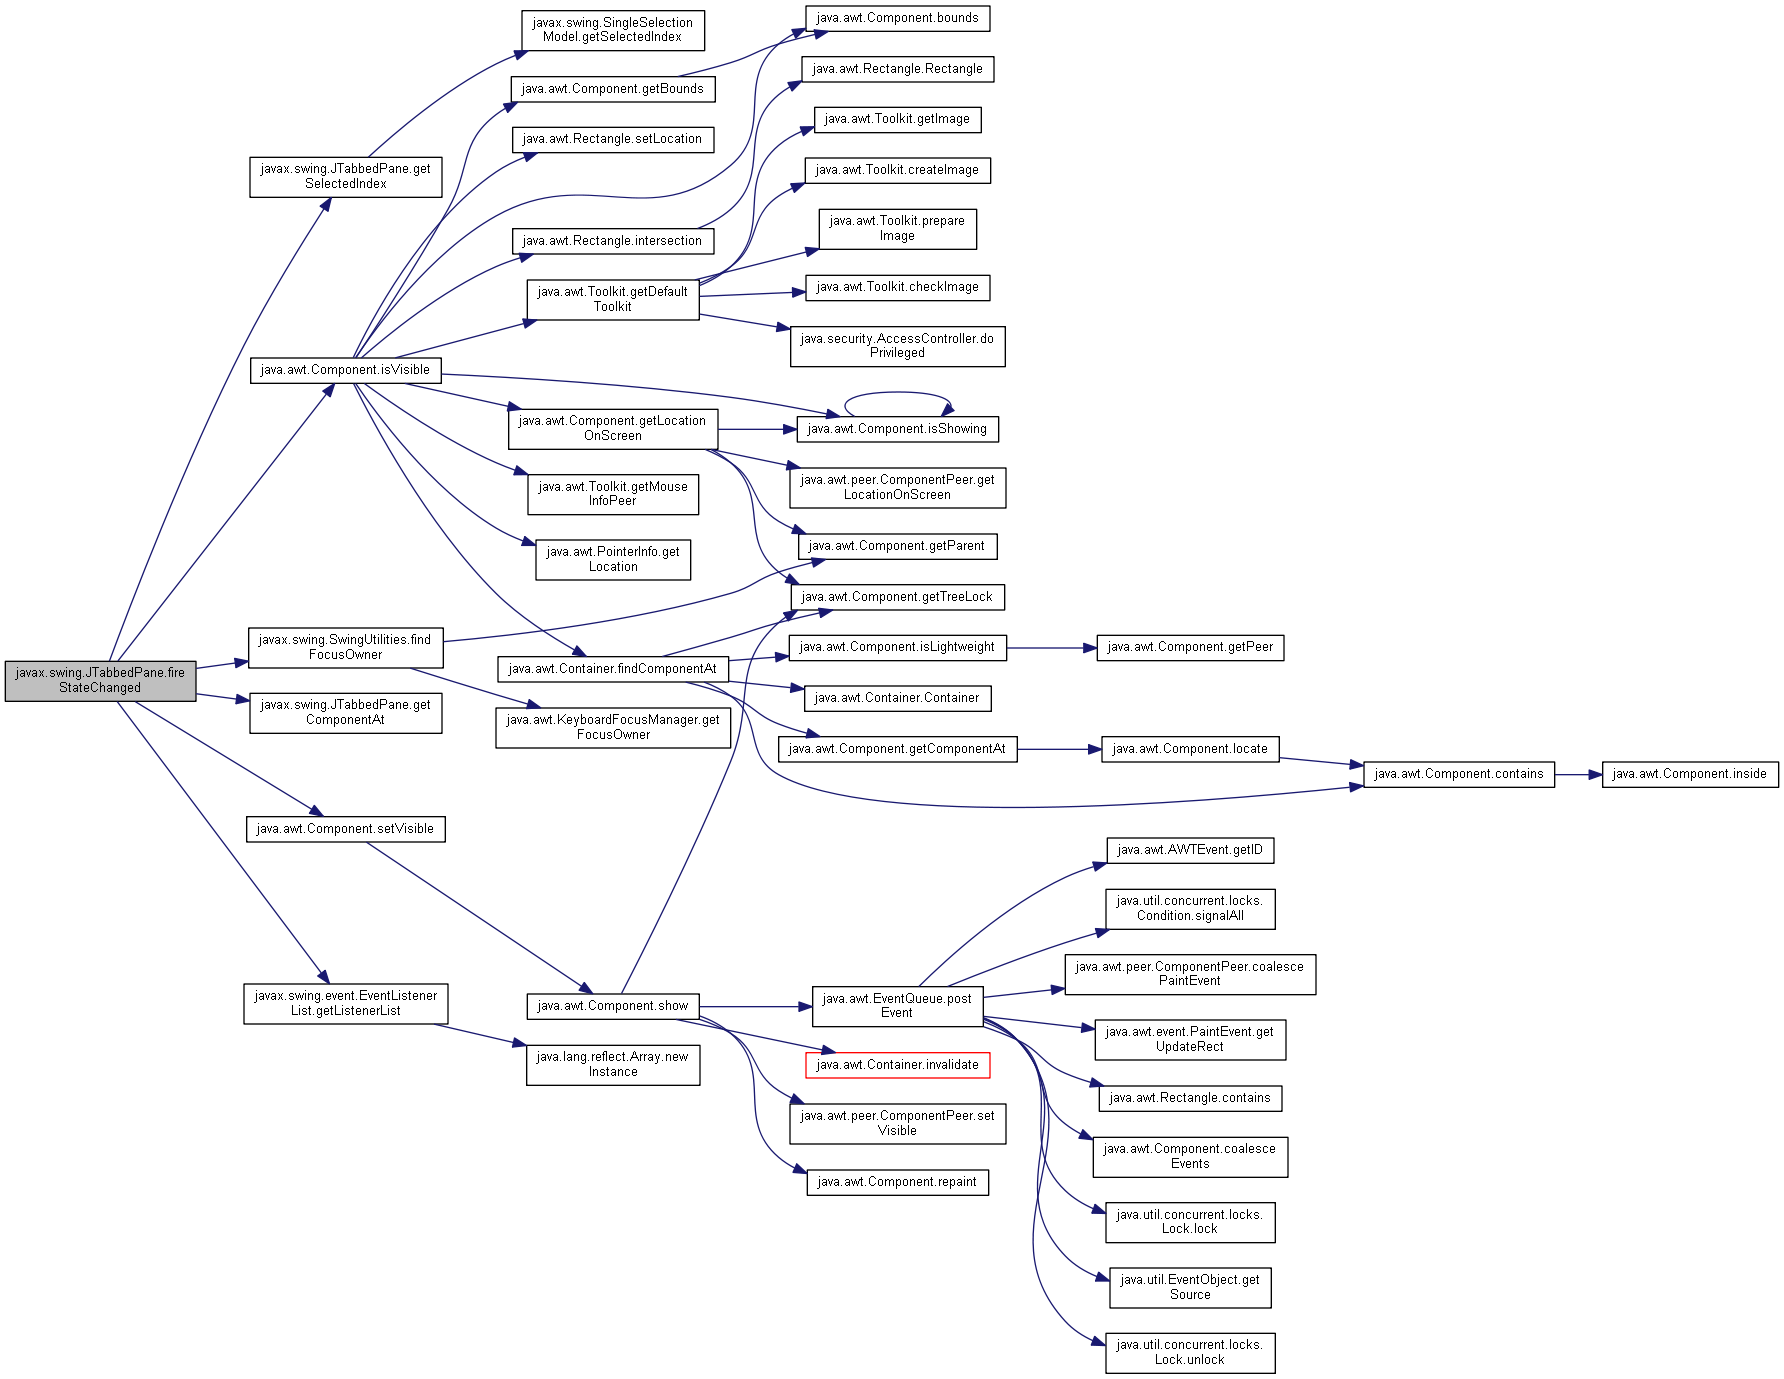 javax.swing.JTabbedPane.fire
StateChanged
javax.swing.JTabbedPane.get
SelectedIndex
java.awt.Component.isVisible
javax.swing.SwingUtilities.find
FocusOwner
javax.swing.JTabbedPane.get
ComponentAt
java.awt.Component.setVisible
javax.swing.event.EventListener
List.getListenerList
javax.swing.SingleSelection
Model.getSelectedIndex
java.awt.Component.getBounds
java.awt.Rectangle.setLocation
java.awt.Rectangle.intersection
java.awt.Toolkit.getDefault
Toolkit
java.awt.Component.getLocation
OnScreen
java.awt.Toolkit.getMouse
InfoPeer
java.awt.PointerInfo.get
Location
java.awt.Container.findComponentAt
java.awt.KeyboardFocusManager.get
FocusOwner
java.awt.Component.show
java.lang.reflect.Array.new
Instance
java.awt.Component.bounds
java.awt.Rectangle.Rectangle
java.awt.Toolkit.getImage
java.awt.Toolkit.createImage
java.awt.Toolkit.prepare
Image
java.awt.Toolkit.checkImage
java.security.AccessController.do
Privileged
java.awt.Component.isShowing
java.awt.peer.ComponentPeer.get
LocationOnScreen
java.awt.Component.getParent
java.awt.Component.getTreeLock
java.awt.Component.isLightweight
java.awt.Container.Container
java.awt.Component.getComponentAt
java.awt.EventQueue.post
Event
java.awt.Container.invalidate
java.awt.peer.ComponentPeer.set
Visible
java.awt.Component.repaint
java.awt.Component.getPeer
java.awt.Component.locate
java.awt.AWTEvent.getID
java.util.concurrent.locks.
Condition.signalAll
java.awt.peer.ComponentPeer.coalesce
PaintEvent
java.awt.event.PaintEvent.get
UpdateRect
java.awt.Rectangle.contains
java.awt.Component.coalesce
Events
java.util.concurrent.locks.
Lock.lock
java.util.EventObject.get
Source
java.util.concurrent.locks.
Lock.unlock
java.awt.Component.contains
java.awt.Component.inside